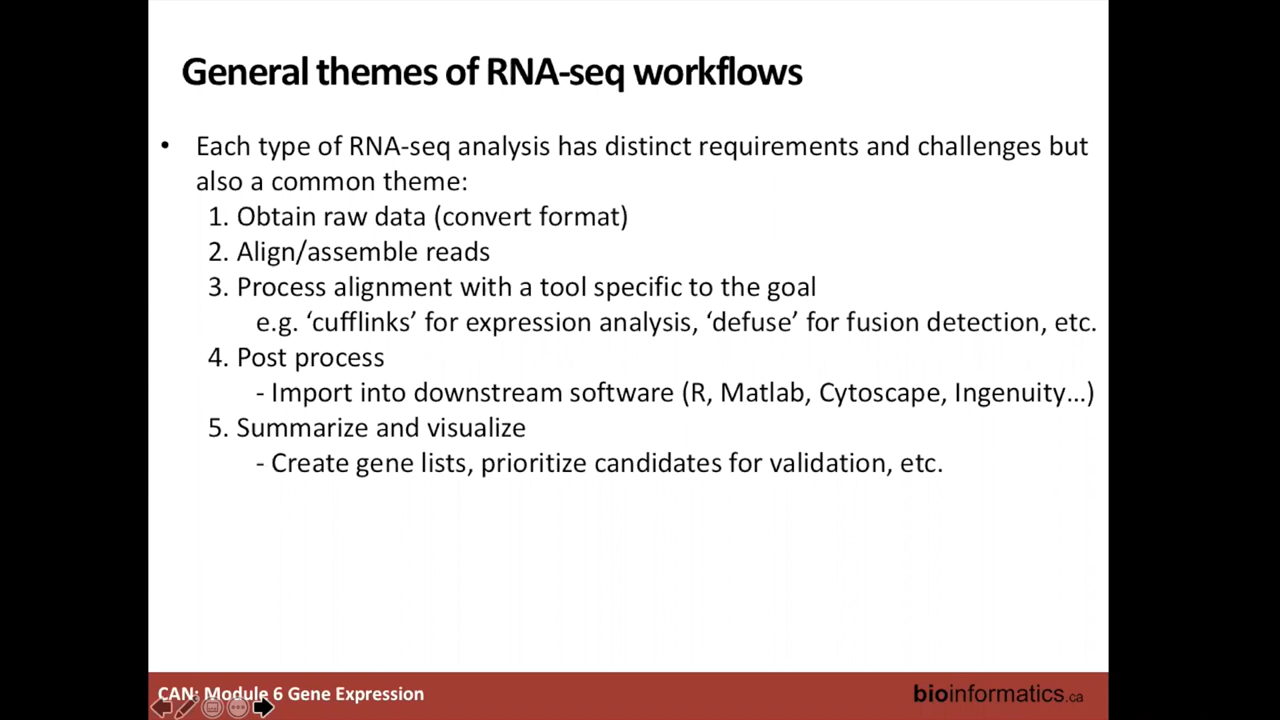 General themes of RNA-seq workflows
• Each type of RNA-seq analysis has distinct requirements and challenges but
also a common theme:
1. Obtain raw data (convert format)
2. Align/assemble reads
3. Process alignment with a tool specific to the goal
e.g. ‘cufflinks’ for expression analysis, ‘defuse’ for fusion detection, etc.
4. Post process
- Import into downstream software (R, Matlab, Cytoscape, Ingenuity…)
5. Summarize and visualize
- Create gene lists, prioritize candidates for validation, etc.
CAN: Module 6 Gene Expression
bioinformatics.ca